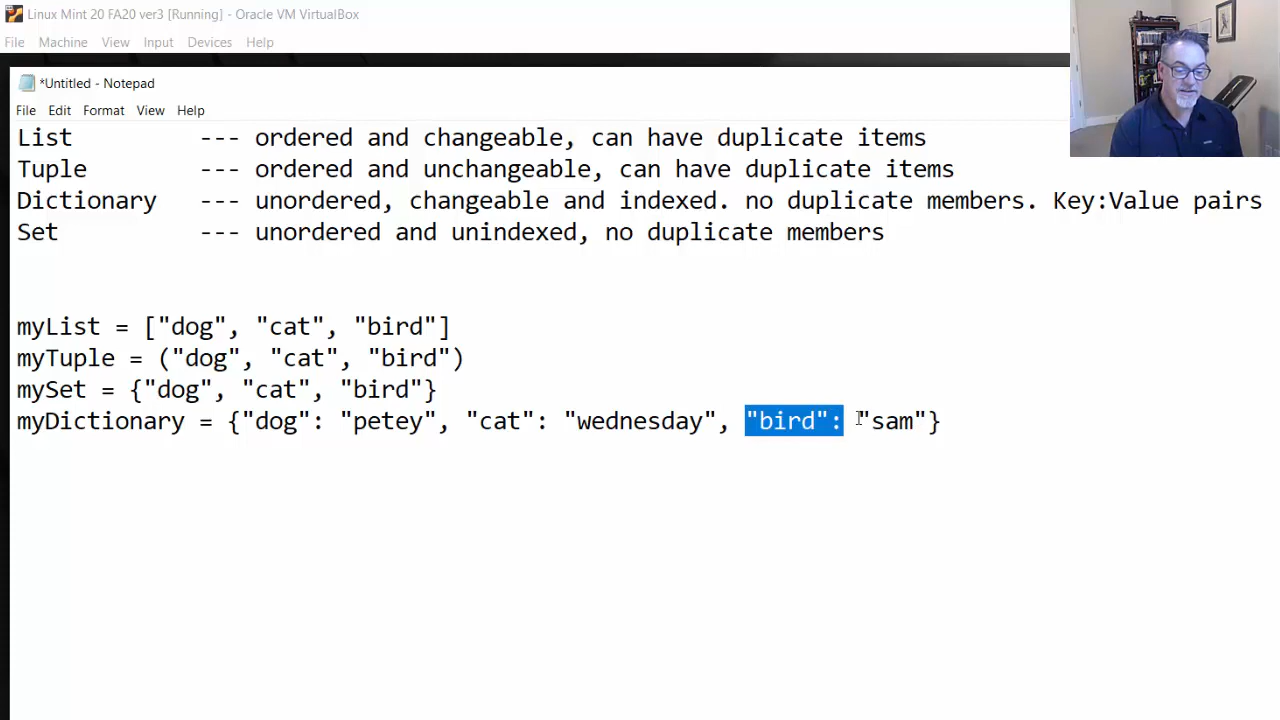 Linux Mint 20 FA20 ver3 [Running] - Oracle VM VirtualBox
File Machine View Input Devices Help
*Untitled - Notepad
File Edit Format View Help
List --- ordered and changeable, can have duplicate items
Tuple --- ordered and unchangeable, can have duplicate items
Dictionary --- unordered, changeable and indexed. no duplicate members. Key:Value pairs
Set --- unordered and unindexed, no duplicate members
myList = ["dog", "cat", "bird"]
myTuple = ("dog", "cat", "bird")
mySet = {"dog", "cat", "bird"}
myDictionary = {"dog": "petey", "cat": "wednesday", "bird": "sam"}